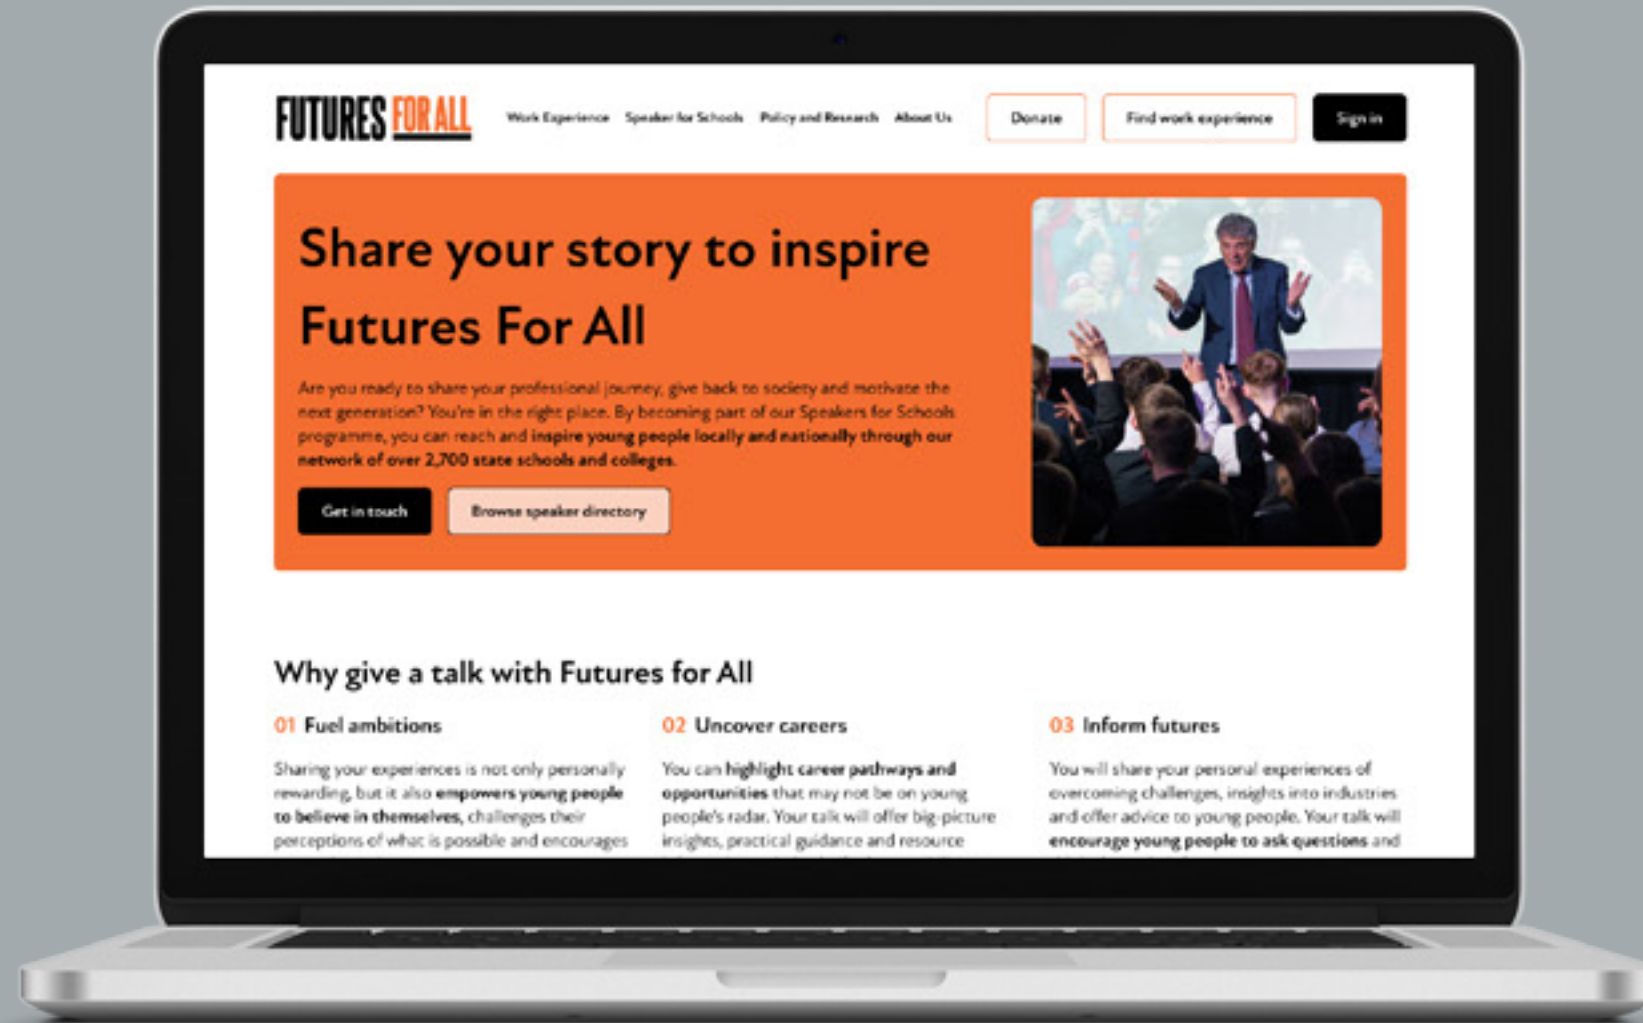 FUTURES FOR ALL
Work Experience Speaker for Schools Policy and Research About Us
Donate
Find work experience
Sign in
Share your story to inspire
Futures For All
Are you ready to share your professional journey, give back to society and motivate the
next generation? You're in the right place. By becoming part of our Speakers for Schools
programme, you can reach and inspire young people locally and nationally through our
network of over 2,700 state schools and colleges.
Get in touch
Browse speaker directory
Why give a talk with Futures for All
01 Fuel ambitions
Sharing your experiences is not only personally
rewarding, but it also empowers young people
to believe in themselves, challenges their
perceptions of what is possible and encourages
02 Uncover careers
You can highlight career pathways and
opportunities that may not be on young
people's radar. Your talk will offer big-picture
insights, practical guidance and resource
03 Inform futures
You will share your personal experiences of
overcoming challenges, insights into industries
and offer advice to young people. Your talk will
encourage young people to ask questions and